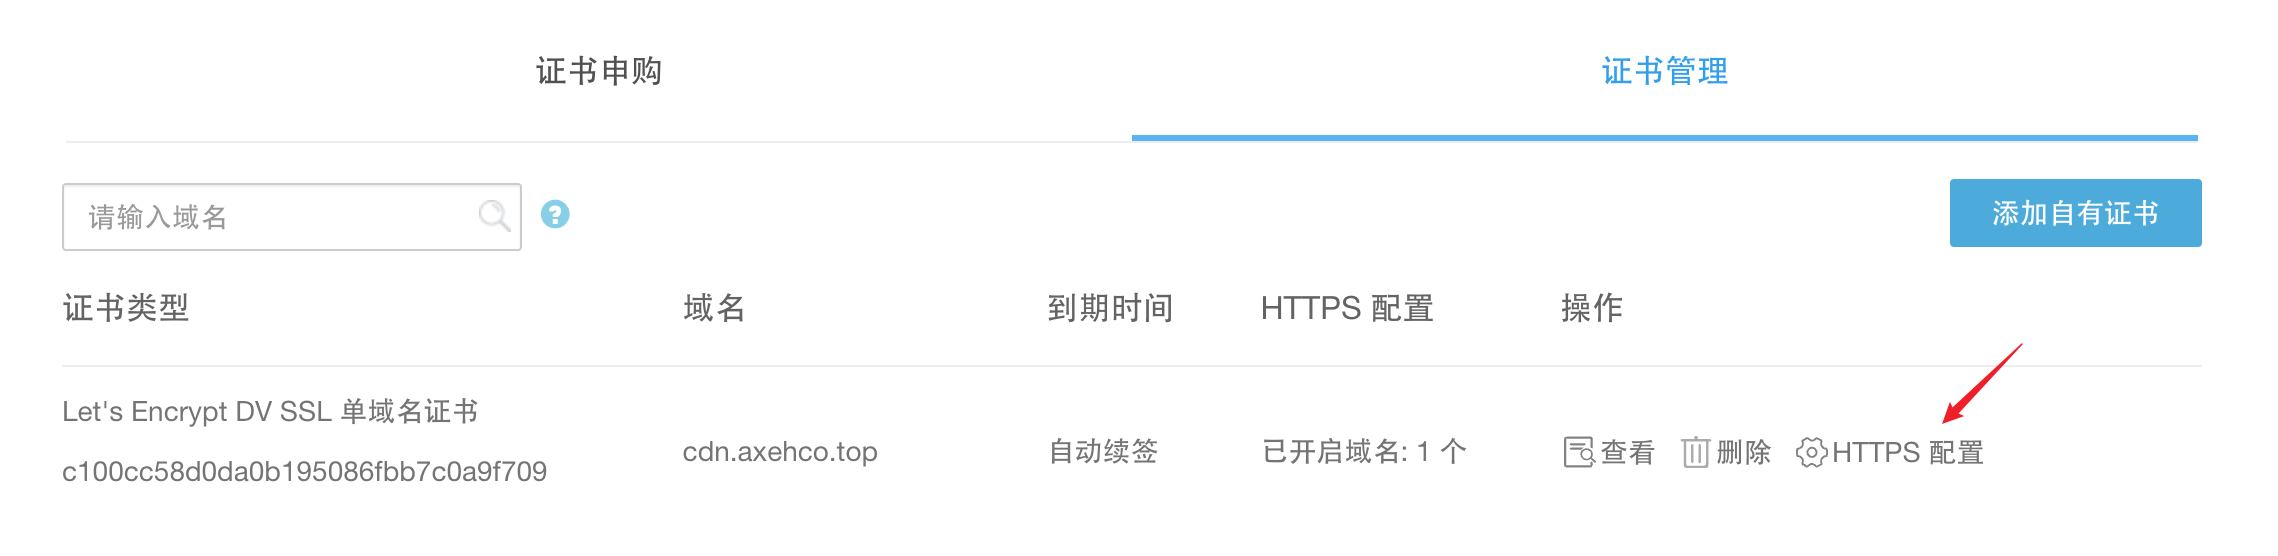 证书申购
证书管理
请输入域名
?
添加自有证书
证书类型
域名
到期时间
HTTPS 配置
操作
Let's Encrypt DV SSL 单域名证书
c100cc58d0da0b195086fbb7c0a9f709
cdn.axehco.top
自动续签
已开启域名: 1 个
查看
删除
HTTPS 配置